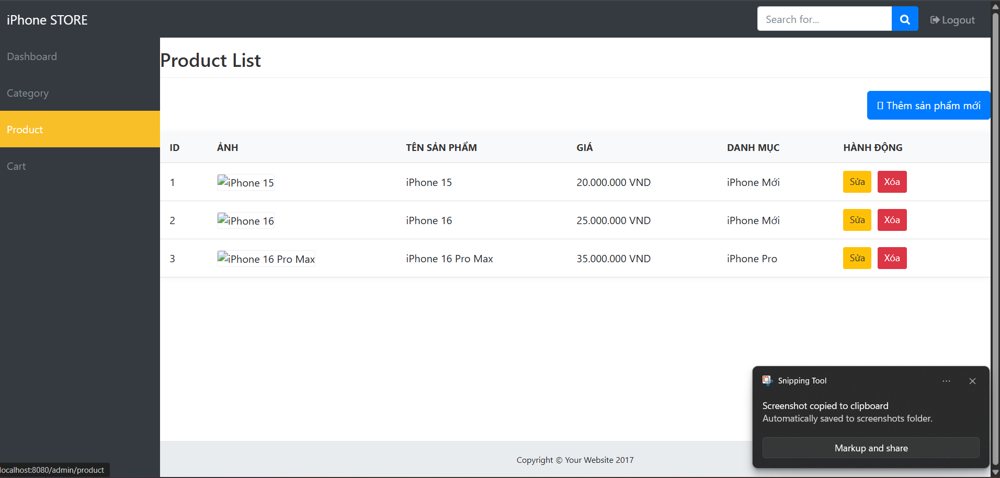 iPhone STORE
Search for...
Logout
Dashboard
Category
Product
Cart
Product List
Thêm sản phẩm mới
ID ẢNH TÊN SẢN PHẨM GIÁ DANH MỤC HÀNH ĐỘNG
1 iPhone 15 iPhone 15 20.000.000 VND iPhone Mới Sửa Xóa
2 iPhone 16 iPhone 16 25.000.000 VND iPhone Mới Sửa Xóa
3 iPhone 16 Pro Max iPhone 16 Pro Max 35.000.000 VND iPhone Pro Sửa Xóa
Snipping Tool
Screenshot copied to clipboard
Automatically saved to screenshots folder.
Markup and share
Copyright © Your Website 2017
localhost:8080/admin/product